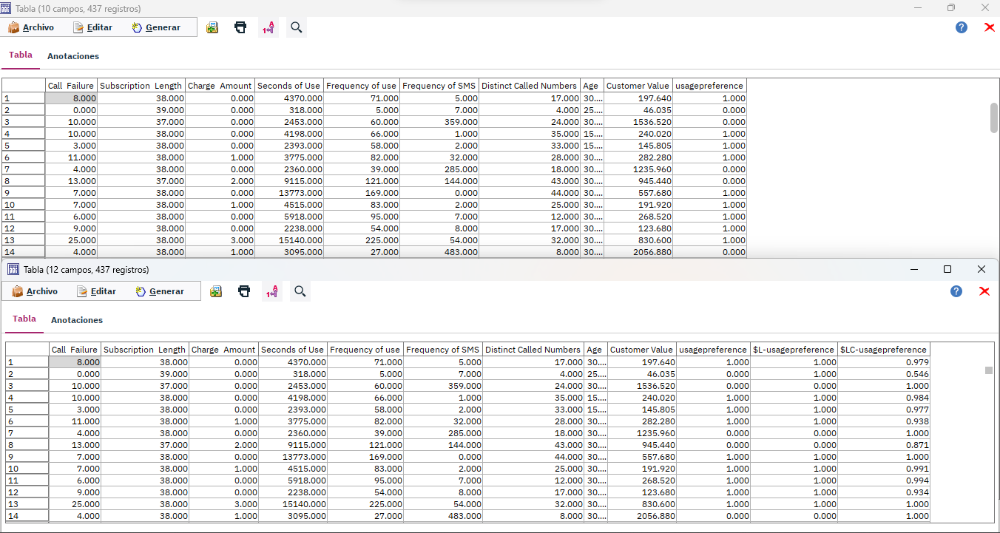 Tabla (10 campos, 437 registros)
Archivo Editar Generar
Tabla Anotaciones
Call Failure Subscription Length Charge Amount Seconds of Use Frequency of use Frequency of SMS Distinct Called Numbers Age Customer Value usagepreference
1 8.000 38.000 0.000 4370.000 71.000 5.000 17.000 30.... 197.640 1.000
2 0.000 39.000 0.000 318.000 5.000 7.000 4.000 25.... 46.035 0.000
3 10.000 37.000 0.000 2453.000 60.000 359.000 24.000 30.... 1536.520 0.000
4 10.000 38.000 0.000 4198.000 66.000 1.000 35.000 15.... 240.020 1.000
5 3.000 38.000 0.000 2393.000 58.000 2.000 33.000 15.... 145.805 1.000
6 11.000 38.000 1.000 3775.000 82.000 32.000 28.000 30.... 282.280 1.000
7 4.000 38.000 0.000 2360.000 39.000 285.000 18.000 30.... 1235.960 0.000
8 13.000 37.000 2.000 9115.000 121.000 144.000 43.000 30.... 945.440 0.000
9 7.000 38.000 0.000 13773.000 169.000 0.000 44.000 30.... 557.680 1.000
10 7.000 38.000 1.000 4515.000 83.000 2.000 25.000 30.... 191.920 1.000
11 6.000 38.000 0.000 5918.000 95.000 7.000 12.000 30.... 268.520 1.000
12 9.000 38.000 0.000 2238.000 54.000 8.000 17.000 30.... 123.680 1.000
13 25.000 38.000 3.000 15140.000 225.000 54.000 32.000 30.... 830.600 1.000
14 4.000 38.000 1.000 3095.000 27.000 483.000 8.000 30.... 2056.880 0.000
Tabla (12 campos, 437 registros)
Archivo Editar Generar
Tabla Anotaciones
Call Failure Subscription Length Charge Amount Seconds of Use Frequency of use Frequency of SMS Distinct Called Numbers Age Customer Value usagepreference $L-usagepreference $LC-usagepreference
1 8.000 38.000 0.000 4370.000 71.000 5.000 17.000 30.... 197.640 1.000 1.000 0.979
2 0.000 39.000 0.000 318.000 5.000 7.000 4.000 25.... 46.035 0.000 1.000 0.546
3 10.000 37.000 0.000 2453.000 60.000 359.000 24.000 30.... 1536.520 0.000 0.000 1.000
4 10.000 38.000 0.000 4198.000 66.000 1.000 35.000 15.... 240.020 1.000 1.000 0.984
5 3.000 38.000 0.000 2393.000 58.000 2.000 33.000 15.... 145.805 1.000 1.000 0.977
6 11.000 38.000 1.000 3775.000 82.000 32.000 28.000 30.... 282.280 1.000 1.000 0.938
7 4.000 38.000 0.000 2360.000 39.000 285.000 18.000 30.... 1235.960 0.000 0.000 1.000
8 13.000 37.000 2.000 9115.000 121.000 144.000 43.000 30.... 945.440 0.000 0.000 0.871
9 7.000 38.000 0.000 13773.000 169.000 0.000 44.000 30.... 557.680 1.000 1.000 1.000
10 7.000 38.000 1.000 4515.000 83.000 2.000 25.000 30.... 191.920 1.000 1.000 0.991
11 6.000 38.000 0.000 5918.000 95.000 7.000 12.000 30.... 268.520 1.000 1.000 0.994
12 9.000 38.000 0.000 2238.000 54.000 8.000 17.000 30.... 123.680 1.000 1.000 0.934
13 25.000 38.000 3.000 15140.000 225.000 54.000 32.000 30.... 830.600 1.000 1.000 1.000
14 4.000 38.000 1.000 3095.000 27.000 483.000 8.000 30.... 2056.880 0.000 0.000 1.000